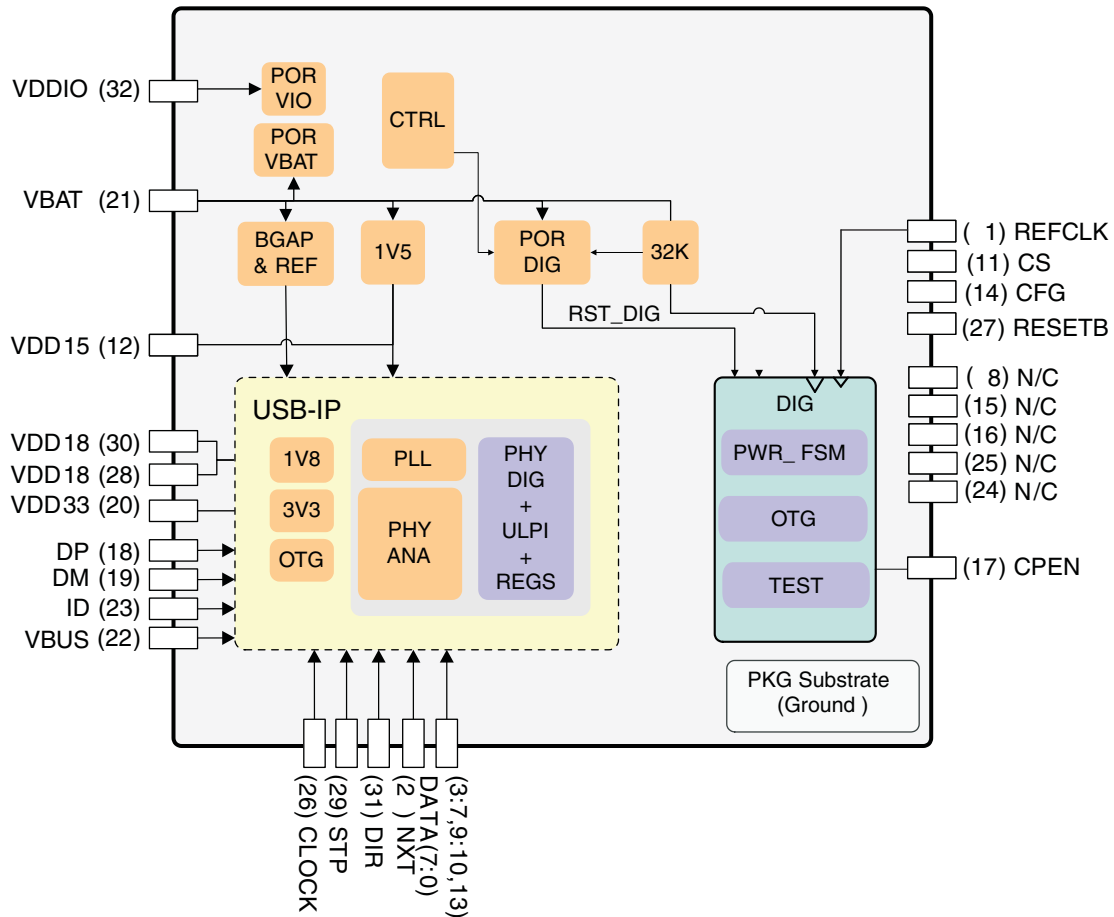 VDDIO (32)
POR
VIO
POR
VBAT
CTRL
VBAT (21)
BGAP
& REF
1V5
POR
DIG
32K
RST_DIG
( 1) REFCLK
(11) CS
(14) CFG
(27) RESETB
VDD15 (12)
( 8) N/C
(15) N/C
(16) N/C
(25) N/C
(24) N/C
(17) CPEN
USB-IP
VDD18 (30)
VDD18 (28)
VDD33 (20)
DP (18)
DM (19)
ID (23)
VBUS (22)
1V8
3V3
OTG
PLL
PHY
ANA
PHY
DIG
+
ULPI
+
REGS
DIG
PWR_ FSM
OTG
TEST
PKG Substrate
(Ground )
(26) CLOCK
(29) STP
(31) DIR
(2 ) NXT
DATA(7:0)
(3:7,9:10,13)